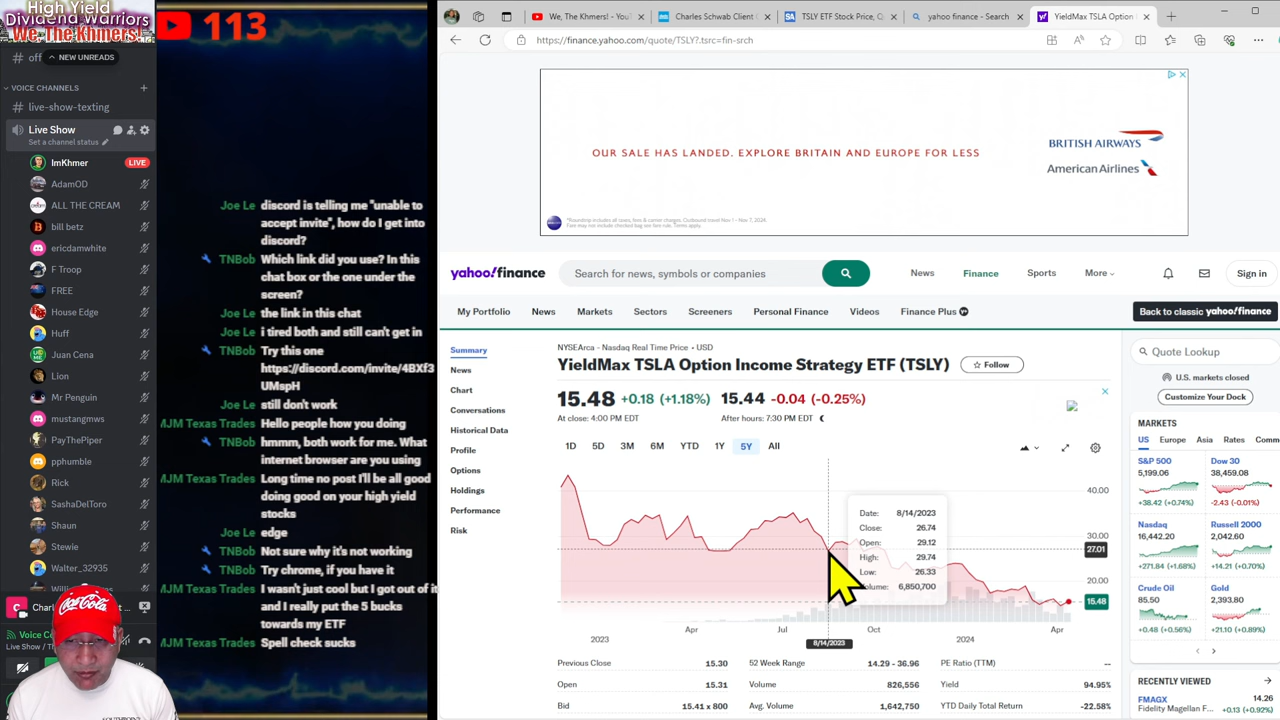 High Yield
Dividend Warriors
We, The Khmers!
# off
NEW UNREADS
VOICE CHANNELS
# live-show-texting
Live Show
Set a channel status
ImKhmer
LIVE
AdamOD
ALL THE CREAM
bill betz
ericdamwhite
F Troop
FREE
House Edge
Huff
Juan Cena
Lion
Mr Penguin
mustangmws
PayThePiper
pphumble
Rick
SashaDelToro
Shaun
Stewie
Walter_32935
Coca-Cola
Voice Co
Live Show / Th
113
Joe Le discord is telling me "unable to
accept invite", how do I get into
discord?
TNBob Which link did you use? In this
chat box or the one under the
screen?
Joe Le the link in this chat
Joe Le i tired both and still can't get in
TNBob Try this one
https://discord.com/invite/4BXf3
UMspH
Joe Le still don't work
MJM Texas Trades Hello people how you doing
TNBob hmmm, both work for me. What
internet browser are you using
MJM Texas Trades Long time no post I'll be all good
doing good on your high yield
stocks
Joe Le edge
TNBob Not sure why it's not working
TNBob Try chrome, if you have it
MJM Texas Trades I wasn't just cool but I got out of it
and I really put the 5 bucks
towards my ETF
MJM Texas Trades Spell check sucks
We, The Khmers! - YouT
Charles Schwab Client C
TSLY ETF Stock Price, Q
yahoo finance - Search
YieldMax TSLA Option
https://finance.yahoo.com/quote/TSLY?.tsrc=fin-srch
OUR SALE HAS LANDED. EXPLORE BRITAIN AND EUROPE FOR LESS
BRITISH AIRWAYS
American Airlines
yahoo!finance
Search for news, symbols or companies
News
Finance
Sports
More
Sign in
My Portfolio
News
Markets
Sectors
Screeners
Personal Finance
Videos
Finance Plus
Back to classic yahoo!finance
Summary
News
Chart
Conversations
Historical Data
Profile
Options
Holdings
Performance
Risk
NYSEArca - Nasdaq Real Time Price • USD
YieldMax TSLA Option Income Strategy ETF (TSLY)
Follow
15.48 +0.18 (+1.18%)
15.44 -0.04 (-0.25%)
At close: 4:00 PM EDT
After hours: 7:30 PM EDT
1D 5D 3M 6M YTD 1Y 5Y All
Date: 8/14/2023
Close: 26.74
Open: 29.12
High: 29.74
Low: 26.33
olume: 6,850,700
40.00
30.00
27.01
20.00
15.48
2023
Apr
Jul
8/14/2023
Oct
2024
Apr
Previous Close 15.30
52 Week Range 14.29 - 36.96
PE Ratio (TTM) --
Open 15.31
Volume 826,556
Yield 94.95%
Bid 15.41 x 800
Avg. Volume 1,642,750
YTD Daily Total Return -22.58%
Quote Lookup
U.S. markets closed
Customize Your Dock
MARKETS
US Europe Asia Rates Comm
S&P 500
5,199.06
+38.42 (+0.74%)
Dow 30
38,459.08
-2.43 (-0.01%)
Nasdaq
16,442.20
+271.84 (+1.68%)
Russell 2000
2,042.60
+14.21 (+0.70%)
Crude Oil
85.50
+0.48 (+0.56%)
Gold
2,393.80
+21.10 (+0.89%)
RECENTLY VIEWED
FMAGX 14.26
Fidelity Magellan F... +0.13 (+0.92%)